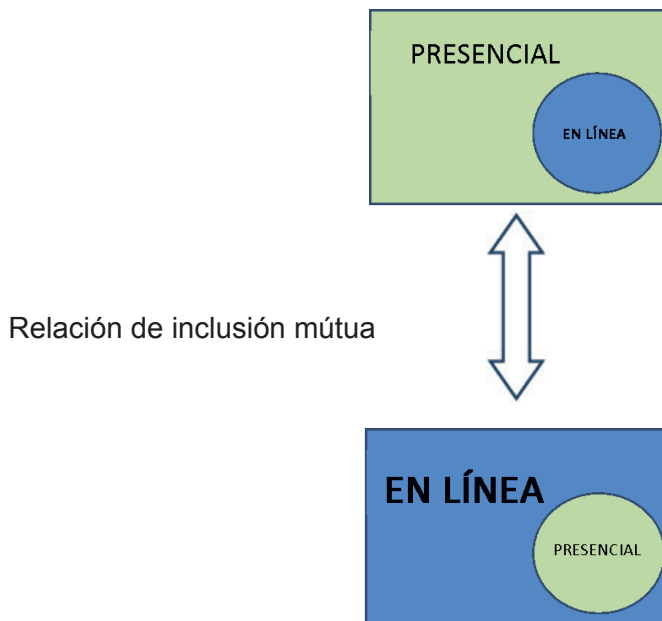 PRESENCIAL
EN LÍNEA
Relación de inclusión mútua
EN LÍNEA
PRESENCIAL